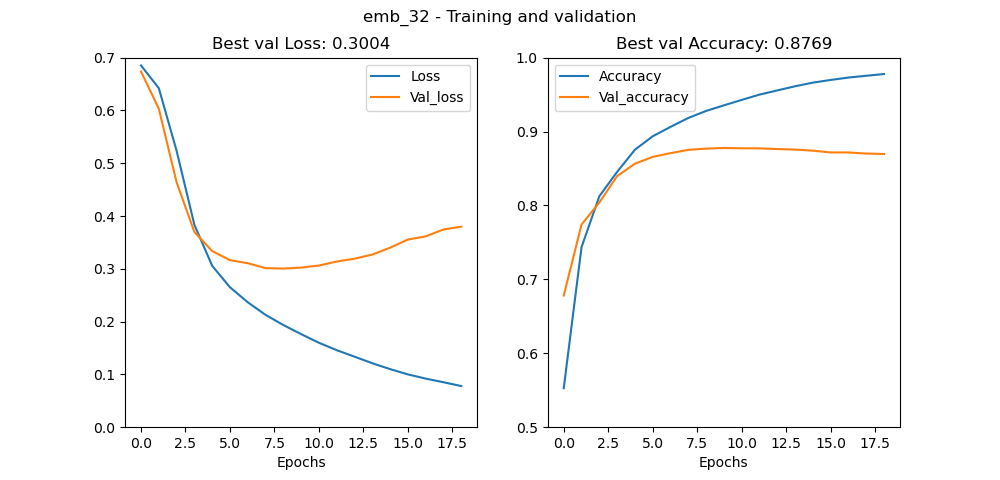 emb_32 - Training and validation
Best val Loss: 0.3004
Loss
Val_loss
0.7
0.6
0.5
0.4
0.3
0.2
0.1
0.0
0.0 2.5 5.0 7.5 10.0 12.5 15.0 17.5
Epochs
Best val Accuracy: 0.8769
Accuracy
Val_accuracy
1.0
0.9
0.8
0.7
0.6
0.5
0.0 2.5 5.0 7.5 10.0 12.5 15.0 17.5
Epochs